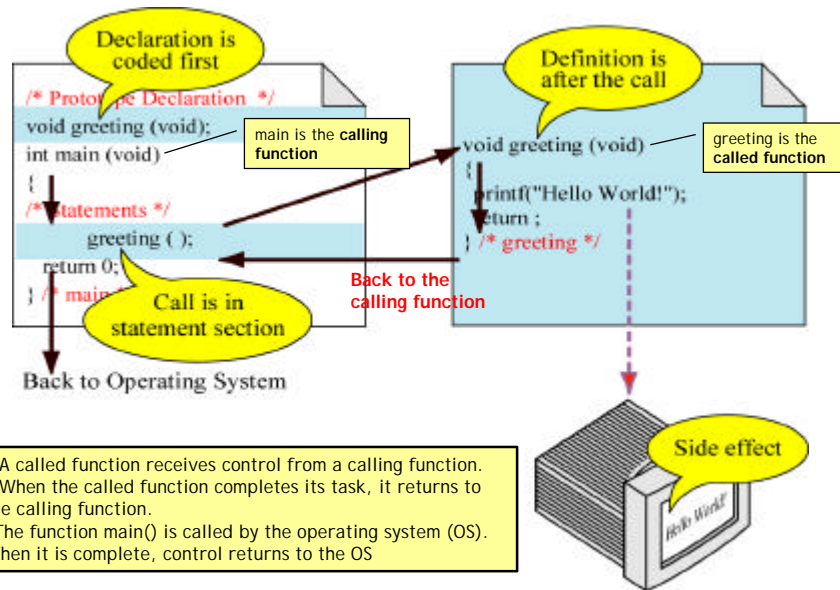 Declaration is
coded first
/* Prototype Declaration */
void greeting (void);
int main (void)
{
/* Statements */
greeting ( );
return 0;
} /* main
main is the calling
function
Call is in
statement section
Back to Operating System
Definition is
after the call
void greeting (void)
{
printf("Hello World!");
return ;
} /* greeting */
greeting is the
called function
Back to the
calling function
Side effect
Hello World!
A called function receives control from a calling function.
When the called function completes its task, it returns to
e calling function.
The function main() is called by the operating system (OS).
hen it is complete, control returns to the OS